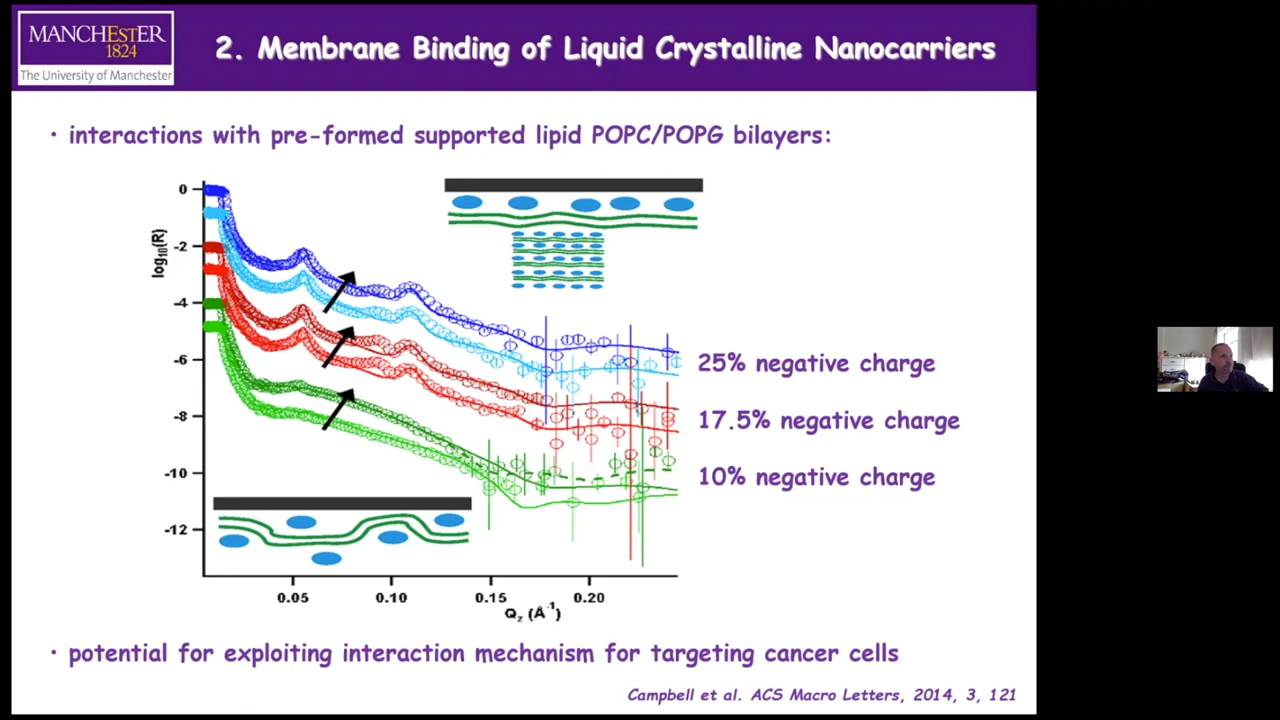 MANCHESTER
1824
The University of Manchester
2. Membrane Binding of Liquid Crystalline Nanocarriers
• interactions with pre-formed supported lipid POPC/POPG bilayers:
0
-2
-4
-6
-8
-10
-12
log10(R)
0.05
0.10
0.15
0.20
Qz (Å-1)
25% negative charge
17.5% negative charge
10% negative charge
• potential for exploiting interaction mechanism for targeting cancer cells
Campbell et al. ACS Macro Letters, 2014, 3, 121